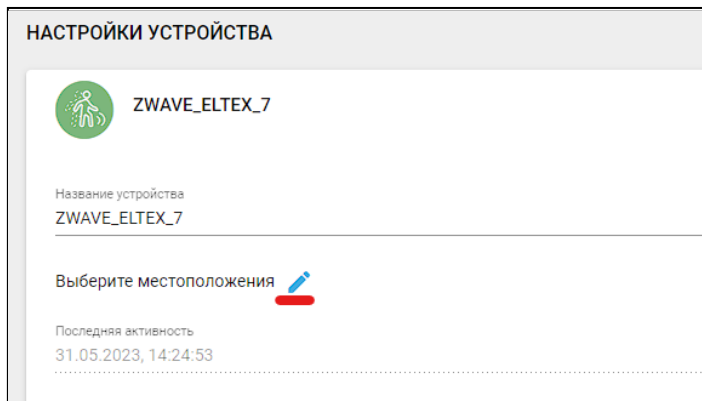 НАСТРОЙКИ УСТРОЙСТВА
ZWAVE_ELTEX_7
Название устройства
ZWAVE_ELTEX_7
Выберите местоположения
Последняя активность
31.05.2023, 14:24:53